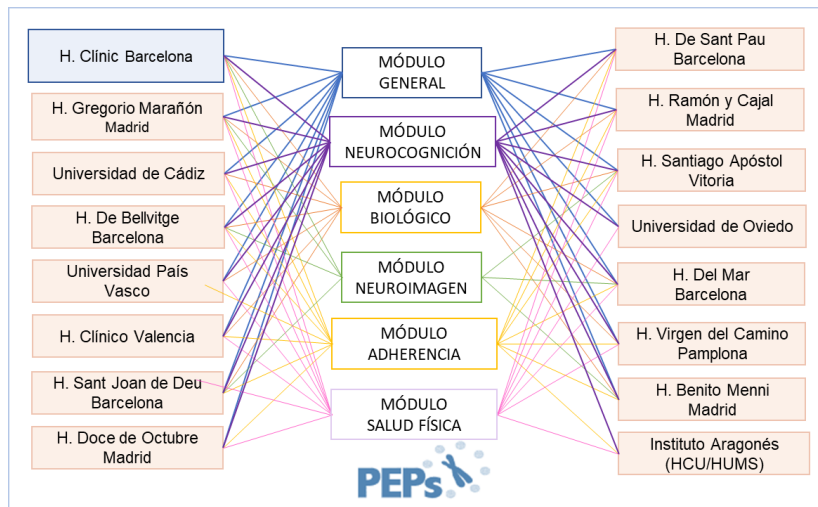 H. Clínic Barcelona
H. Gregorio Marañón
Madrid
Universidad de Cádiz
H. De Bellvitge
Barcelona
Universidad País
Vasco
H. Clínico Valencia
H. Sant Joan de Deu
Barcelona
H. Doce de Octubre
Madrid
MÓDULO
GENERAL
MÓDULO
NEUROCOGNICIÓN
MÓDULO
BIOLÓGICO
MÓDULO
NEUROIMAGEN
MÓDULO
ADHERENCIA
MÓDULO
SALUD FÍSICA
PEPs
H. De Sant Pau
Barcelona
H. Ramón y Cajal
Madrid
H. Santiago Apóstol
Vitoria
Universidad de Oviedo
H. Del Mar
Barcelona
H. Virgen del Camino
Pamplona
H. Benito Menni
Madrid
Instituto Aragonés
(HCU/HUMS)